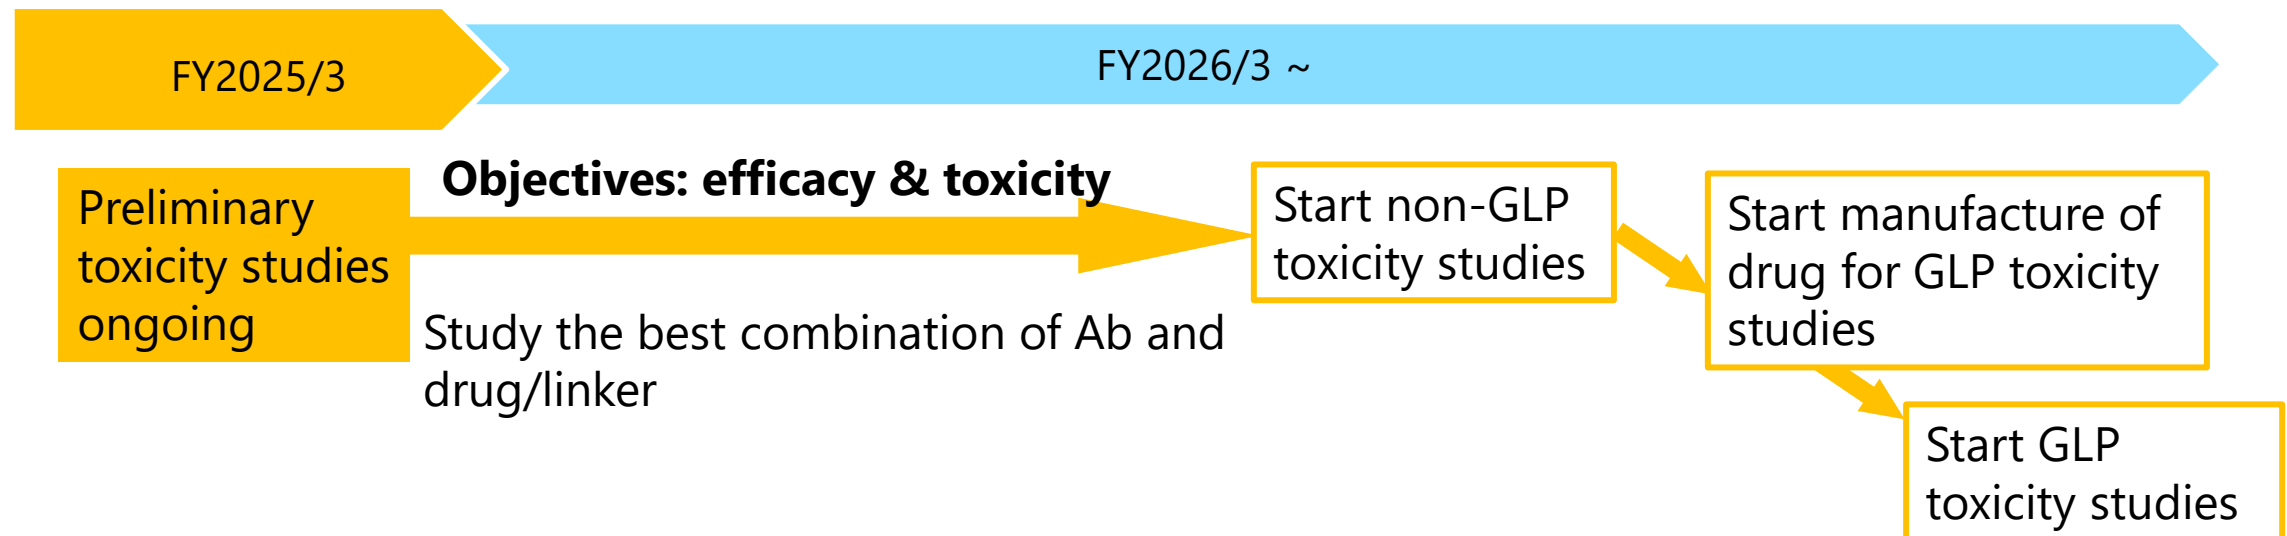 FY2025/3
FY2026/3 ~
Preliminary
toxicity studies
ongoing
Objectives: efficacy & toxicity
Study the best combination of Ab and
drug/linker
Start non-GLP
toxicity studies
Start manufacture of
drug for GLP toxicity
studies
Start GLP
toxicity studies